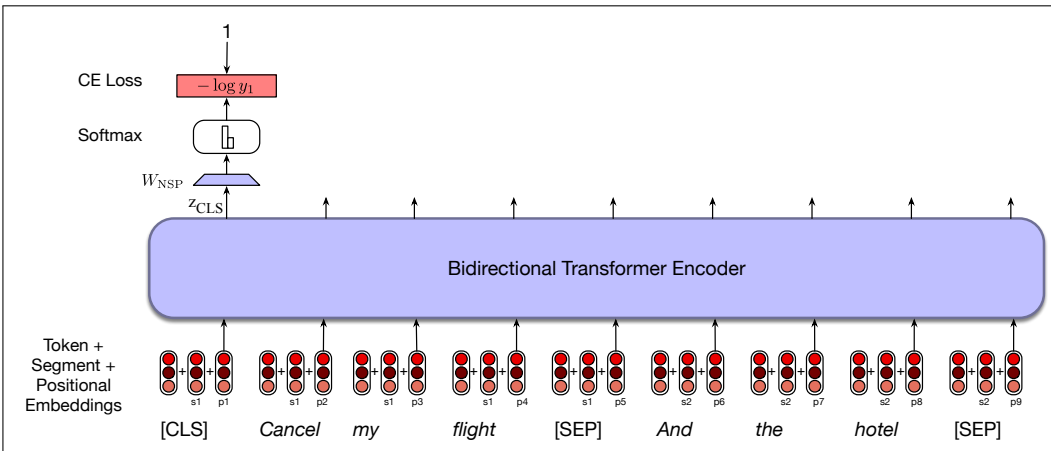 1
CE Loss
− log y₁
Softmax
W_NSP
z_CLS
Bidirectional Transformer Encoder
Token +
Segment +
Positional
Embeddings
+ + + + + + + + + + + + + + + + + +
s1 p1 s1 p2 s1 p3 s1 p4 s1 p5 s2 p6 s2 p7 s2 p8 s2 p9
[CLS] Cancel my flight [SEP] And the hotel [SEP]